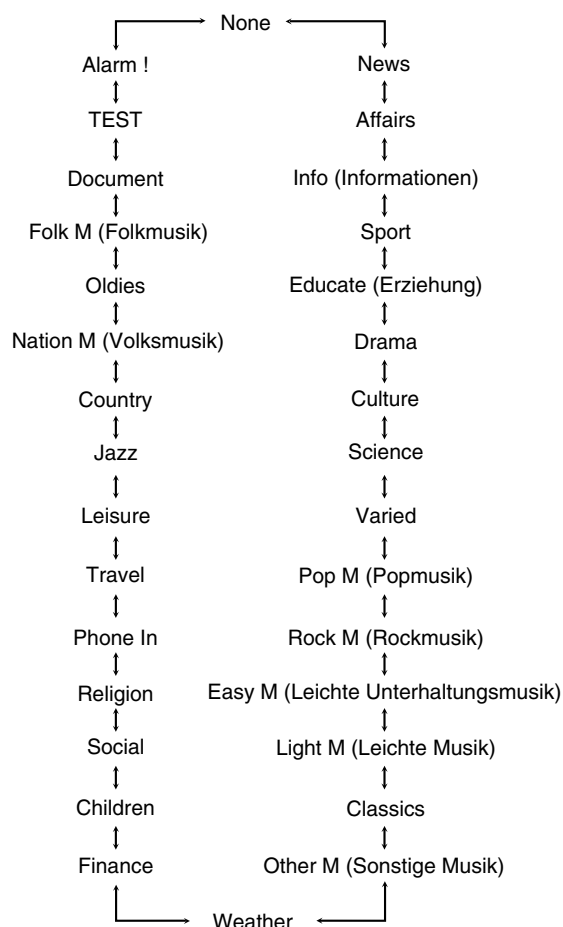 None
Alarm !
News
TEST
Affairs
Document
Info (Informationen)
Folk M (Folkmusik)
Sport
Oldies
Educate (Erziehung)
Nation M (Volksmusik)
Drama
Country
Culture
Jazz
Science
Leisure
Varied
Travel
Pop M (Popmusik)
Phone In
Rock M (Rockmusik)
Religion
Easy M (Leichte Unterhaltungsmusik)
Social
Light M (Leichte Musik)
Children
Classics
Finance
Other M (Sonstige Musik)
Weather